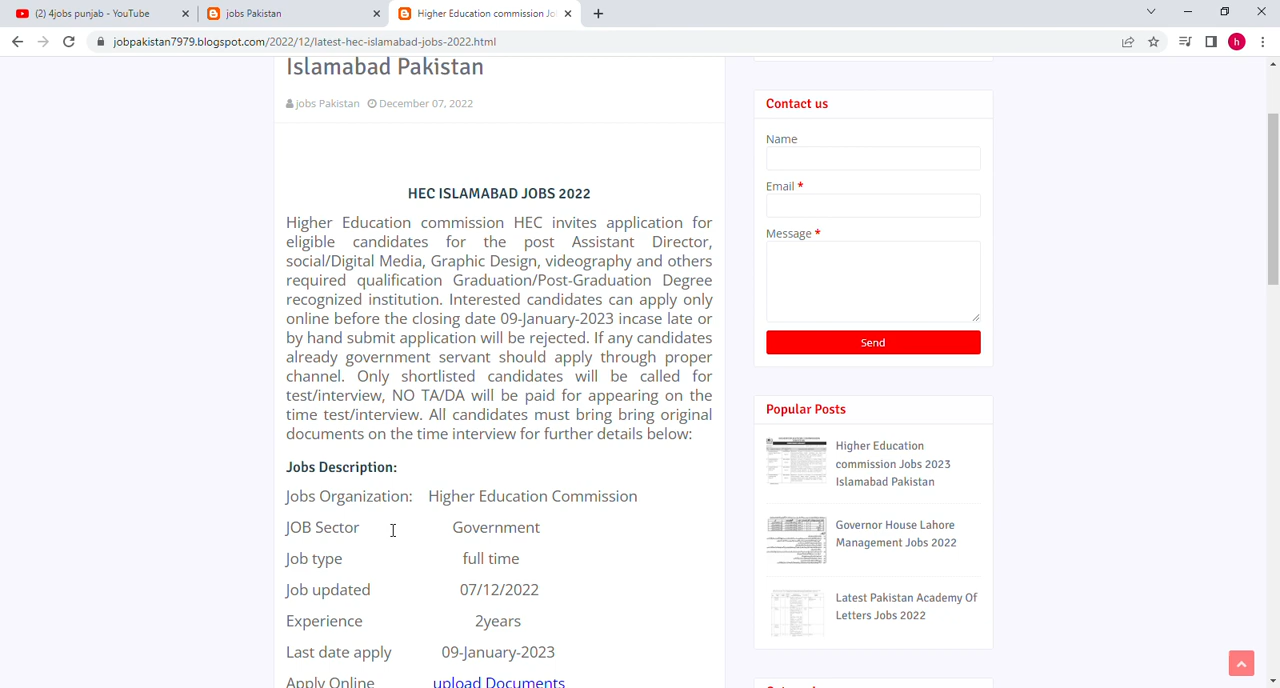 (2) 4jobs punjab - YouTube
jobs Pakistan
Higher Education commission Jo
jobpakistan7979.blogspot.com/2022/12/latest-hec-islamabad-jobs-2022.html
h
Islamabad Pakistan
jobs Pakistan December 07, 2022
HEC ISLAMABAD JOBS 2022
Higher Education commission HEC invites application for
eligible candidates for the post Assistant Director,
social/Digital Media, Graphic Design, videography and others
required qualification Graduation/Post-Graduation Degree
recognized institution. Interested candidates can apply only
online before the closing date 09-January-2023 incase late or
by hand submit application will be rejected. If any candidates
already government servant should apply through proper
channel. Only shortlisted candidates will be called for
test/interview, NO TA/DA will be paid for appearing on the
time test/interview. All candidates must bring bring original
documents on the time interview for further details below:
Jobs Description:
Jobs Organization: Higher Education Commission
JOB Sector Government
Job type full time
Job updated 07/12/2022
Experience 2years
Last date apply 09-January-2023
Apply Online upload Documents
Contact us
Name
Email *
Message *
Send
Popular Posts
Higher Education
commission Jobs 2023
Islamabad Pakistan
Governor House Lahore
Management Jobs 2022
Latest Pakistan Academy Of
Letters Jobs 2022